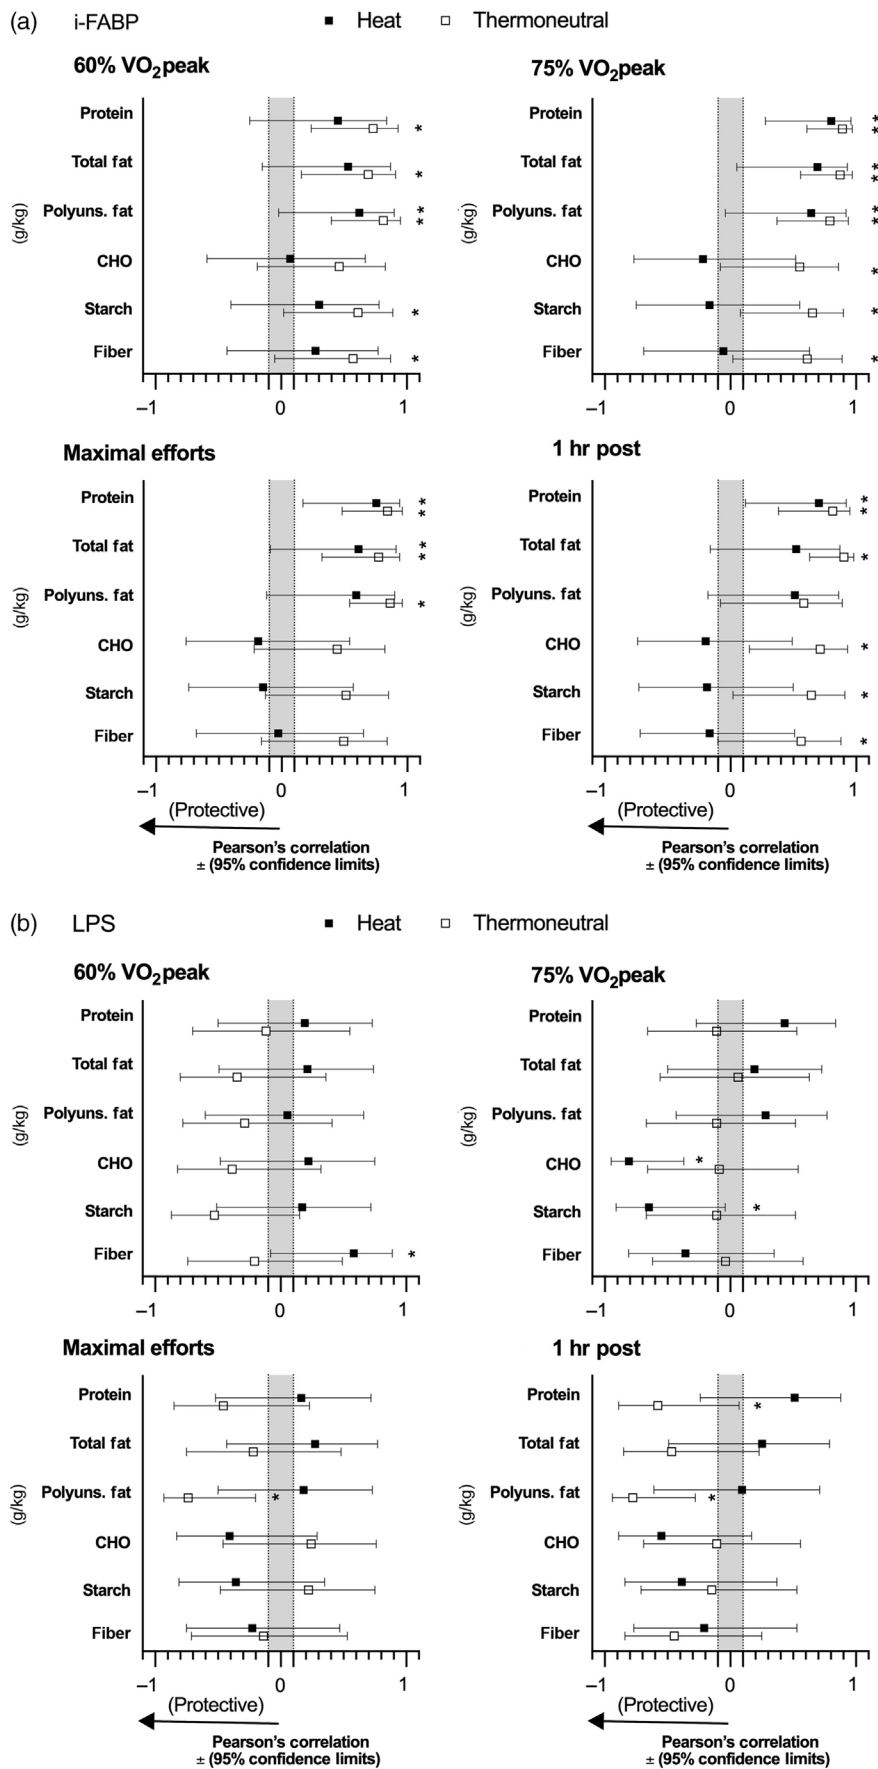 (a) i-FABP ■ Heat □ Thermoneutral
60% VO2peak
75% VO2peak
(g/kg)
Protein
Total fat
Polyuns. fat
CHO
Starch
Fiber
* * * * * *
*
−1 0 1
(g/kg)
Protein
Total fat
Polyuns. fat
CHO
Starch
Fiber
* * * * * * * * *
−1 0 1
Maximal efforts
1 hr post
(g/kg)
Protein
Total fat
Polyuns. fat
CHO
Starch
Fiber
* * * * *
−1 0 1
(Protective)
Pearson's correlation
± (95% confidence limits)
(g/kg)
Protein
Total fat
Polyuns. fat
CHO
Starch
Fiber
* * * * * *
−1 0 1
(Protective)
Pearson's correlation
± (95% confidence limits)
(b) LPS ■ Heat □ Thermoneutral
60% VO2peak
75% VO2peak
(g/kg)
Protein
Total fat
Polyuns. fat
CHO
Starch
Fiber
*
−1 0 1
(g/kg)
Protein
Total fat
Polyuns. fat
CHO
*
Starch
*
Fiber
−1 0 1
Maximal efforts
1 hr post
(g/kg)
Protein
Total fat
Polyuns. fat
*
CHO
Starch
Fiber
−1 0 1
(Protective)
Pearson's correlation
± (95% confidence limits)
(g/kg)
Protein
*
Total fat
Polyuns. fat
*
CHO
Starch
Fiber
−1 0 1
(Protective)
Pearson's correlation
± (95% confidence limits)